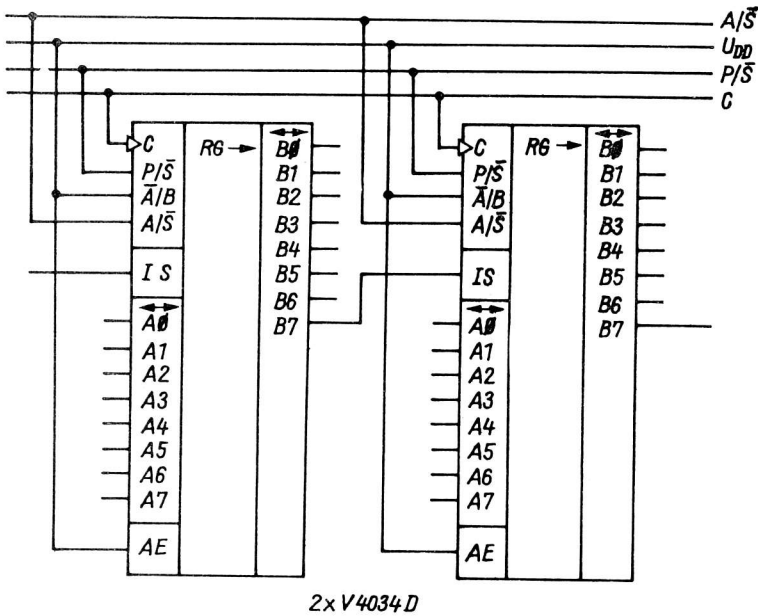 A/S̅
U_DD
P/S̅
C
C
RG →
B0
P/S̅
B1
A̅/B
B2
A/S̅
B3
B4
IS
B5
B6
A0
B7
A1
A2
A3
A4
A5
A6
A7
AE
C
RG →
B0
P/S̅
B1
A̅/B
B2
A/S̅
B3
B4
IS
B5
B6
A0
B7
A1
A2
A3
A4
A5
A6
A7
AE
2xV4034D